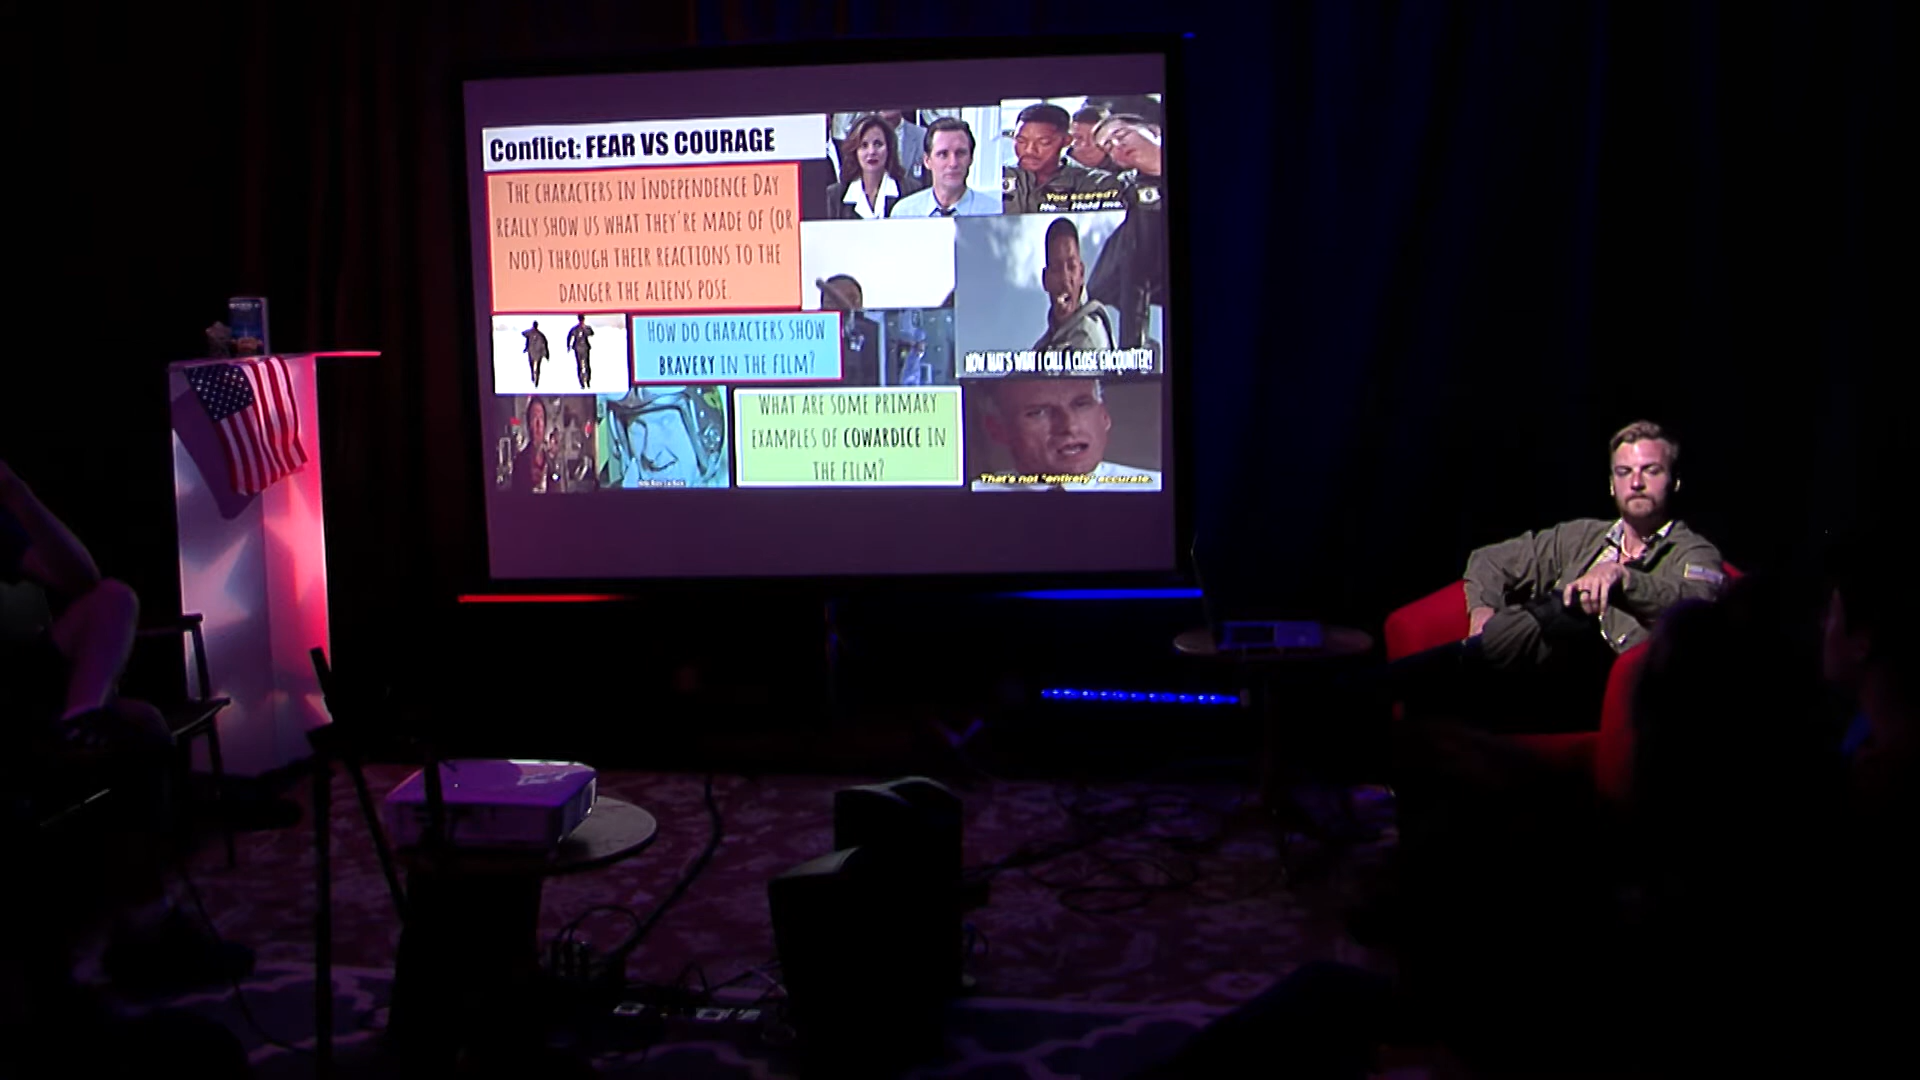 Conflict: FEAR VS COURAGE
THE CHARACTERS IN INDEPENDENCE DAY
REALLY SHOW US WHAT THEY'RE MADE OF (OR
NOT) THROUGH THEIR REACTIONS TO THE
DANGER THE ALIENS POSE.
You scared?
No... Hold me.
HOW DO CHARACTERS SHOW
BRAVERY IN THE FILM?
NOW THAT'S WHAT I CALL A CLOSE ENCOUNTER!
WHAT ARE SOME PRIMARY
EXAMPLES OF COWARDICE IN
THE FILM?
That's not "entirely" accurate.